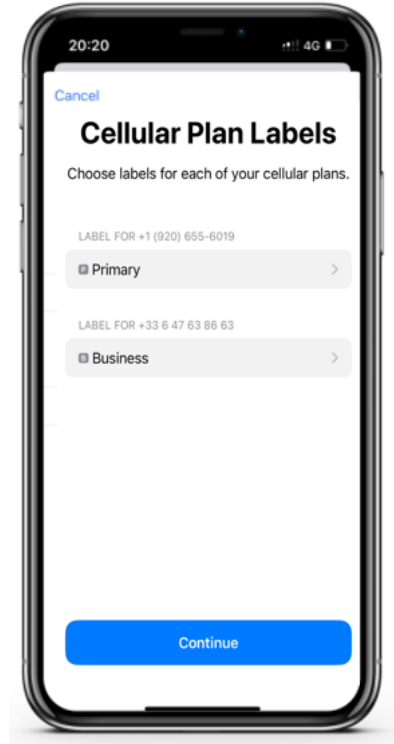 20:20
4G
Cancel
Cellular Plan Labels
Choose labels for each of your cellular plans.
LABEL FOR +1 (920) 655-6019
P Primary
LABEL FOR +33 6 47 63 86 63
B Business
Continue